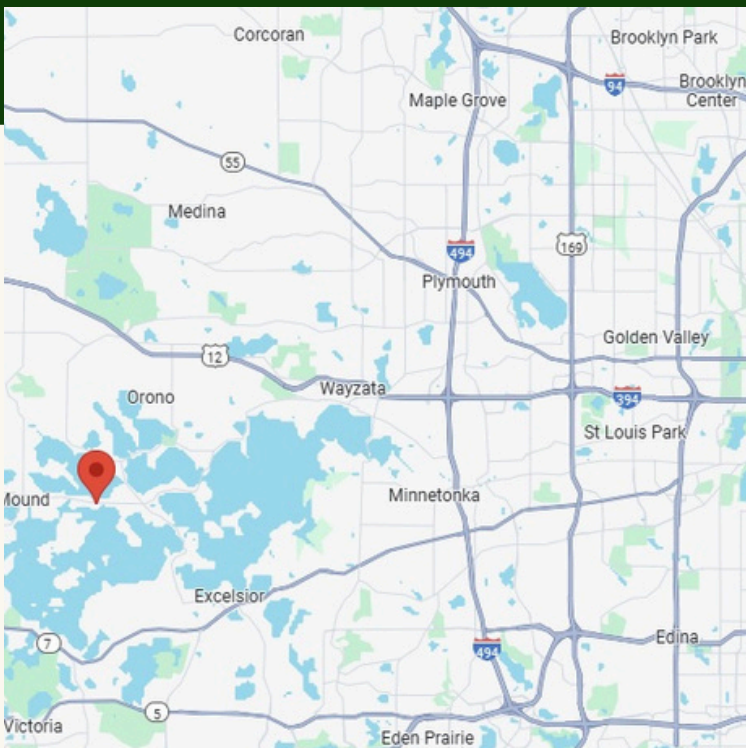 Corcoran
Brooklyn Park
94
Brooklyn
Center
Maple Grove
55
Medina
169
494
Plymouth
Golden Valley
12
Wayzata
Orono
394
St Louis Park
Mound
Minnetonka
Excelsior
7
Edina
494
5
Victoria
Eden Prairie